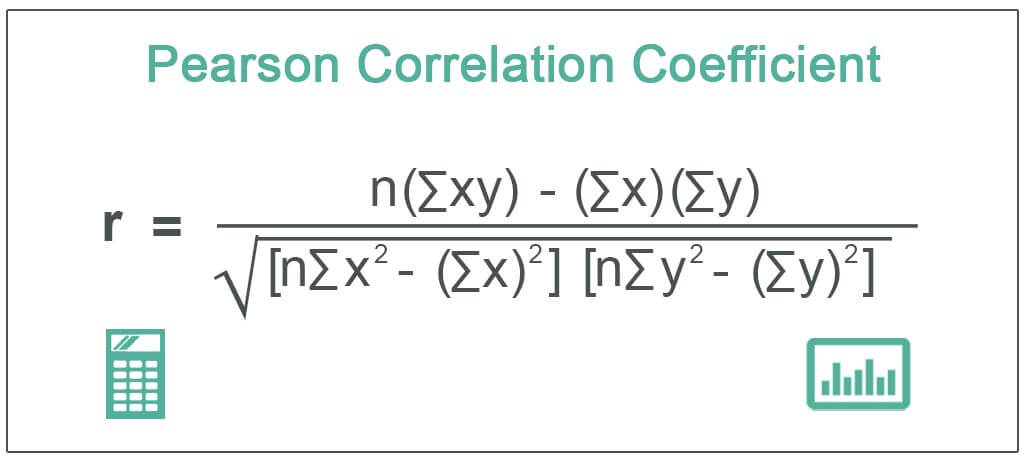 Pearson Correlation Coefficient
n(∑xy) - (∑x)(∑y)
r =
√[n∑x² - (∑x)²] [n∑y² - (∑y)²]